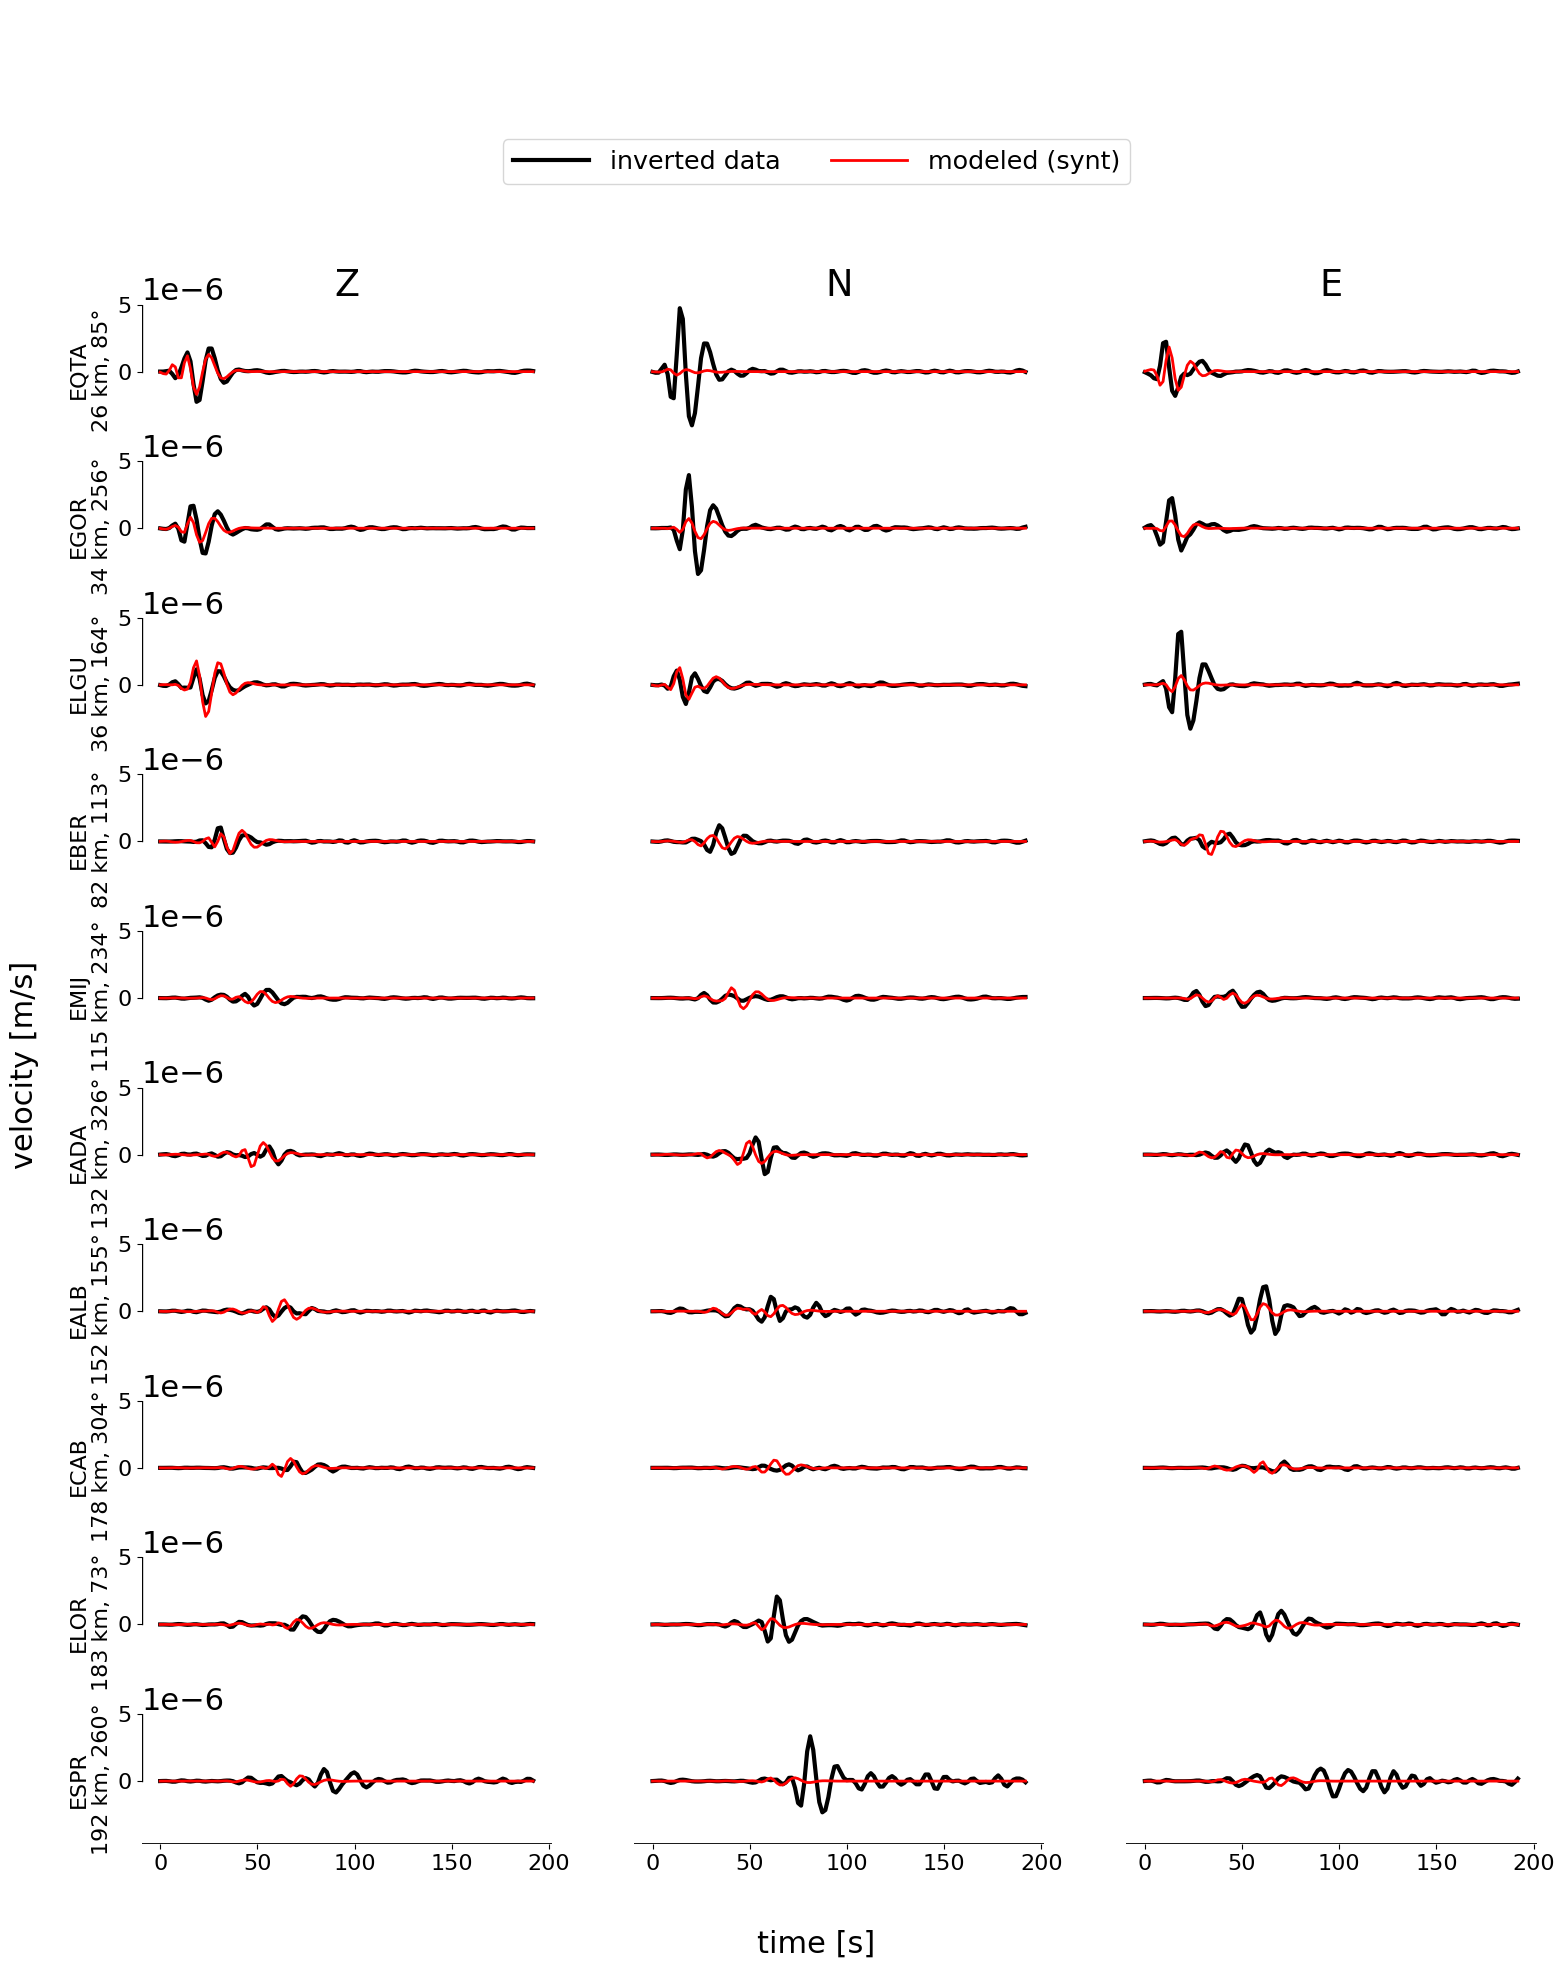 inverted data modeled (synt)
Z N E
1e−6
5
0
EQTA
26 km, 85°
1e−6
5
0
EGOR
34 km, 256°
1e−6
5
0
ELGU
36 km, 164°
1e−6
5
0
EBER
82 km, 113°
1e−6
5
0
EMIJ
115 km, 234°
1e−6
5
0
EADA
132 km, 326°
1e−6
5
0
EALB
152 km, 155°
1e−6
5
0
ECAB
178 km, 304°
1e−6
5
0
ELOR
183 km, 73°
1e−6
5
0
ESPR
192 km, 260°
velocity [m/s]
0 50 100 150 200 0 50 100 150 200 0 50 100 150 200
time [s]